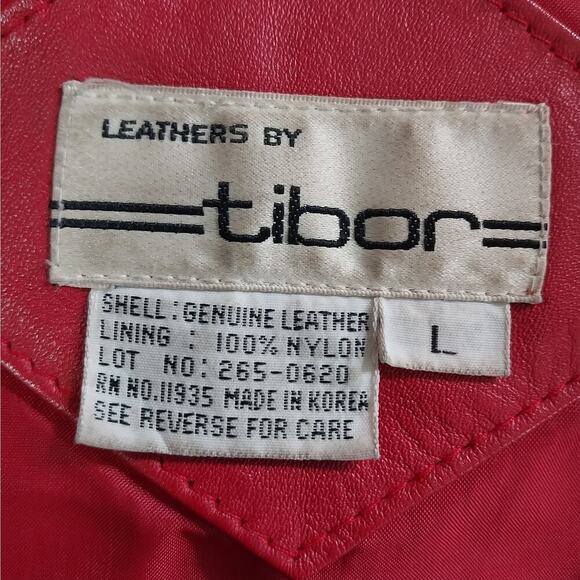 LEATHERS BY
tibor
SHELL : GENUINE LEATHER
LINING : 100% NYLON
LOT NO: 265-0620
RN NO.11935 MADE IN KOREA
SEE REVERSE FOR CARE
L